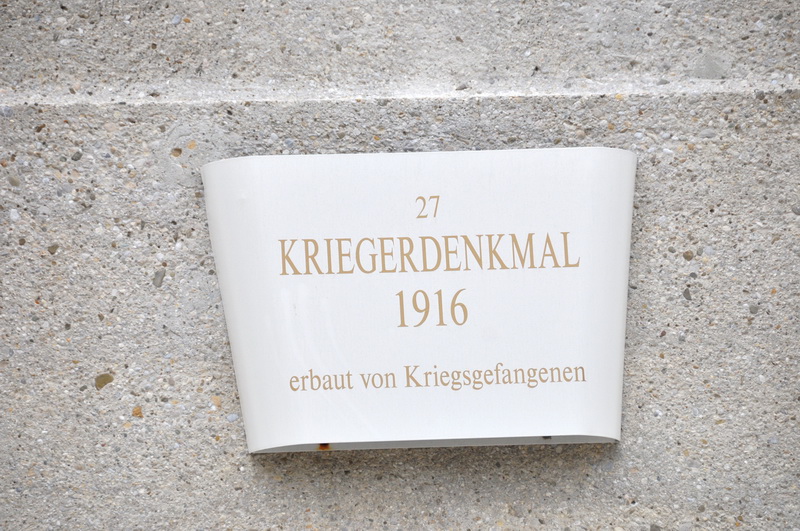 27
KRIEGERDENKMAL
1916
erbaut von Kriegsgefangenen